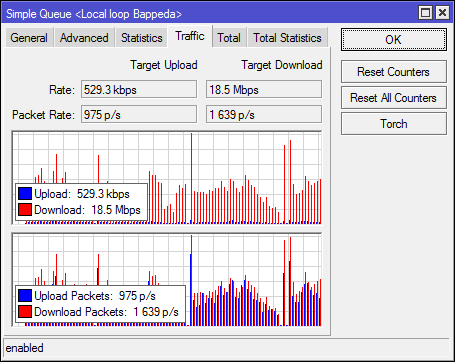 Simple Queue <Local loop Bappeda>
General Advanced Statistics Traffic Total Total Statistics
Target Upload Target Download
Rate: 529.3 kbps 18.5 Mbps
Packet Rate: 975 p/s 1 639 p/s
Upload: 529.3 kbps
Download: 18.5 Mbps
Upload Packets: 975 p/s
Download Packets: 1 639 p/s
OK
Reset Counters
Reset All Counters
Torch
enabled